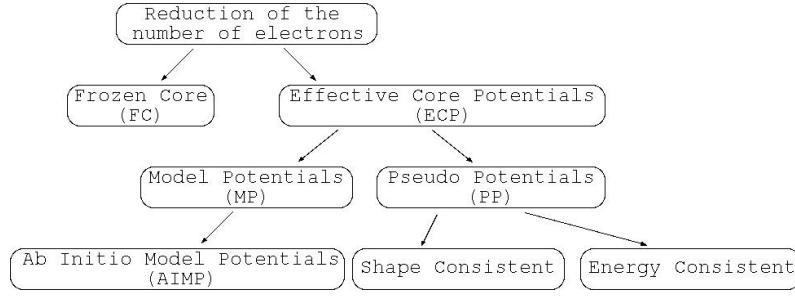 Reduction of the
number of electrons
Frozen Core
(FC)
Effective Core Potentials
(ECP)
Model Potentials
(MP)
Pseudo Potentials
(PP)
Ab Initio Model Potentials
(AIMP)
Shape Consistent
Energy Consistent